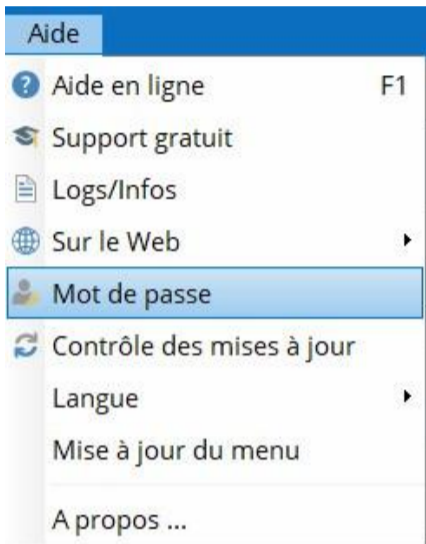 Aide
Aide en ligne F1
Support gratuit
Logs/Infos
Sur le Web
Mot de passe
Contrôle des mises à jour
Langue
Mise à jour du menu
A propos ...